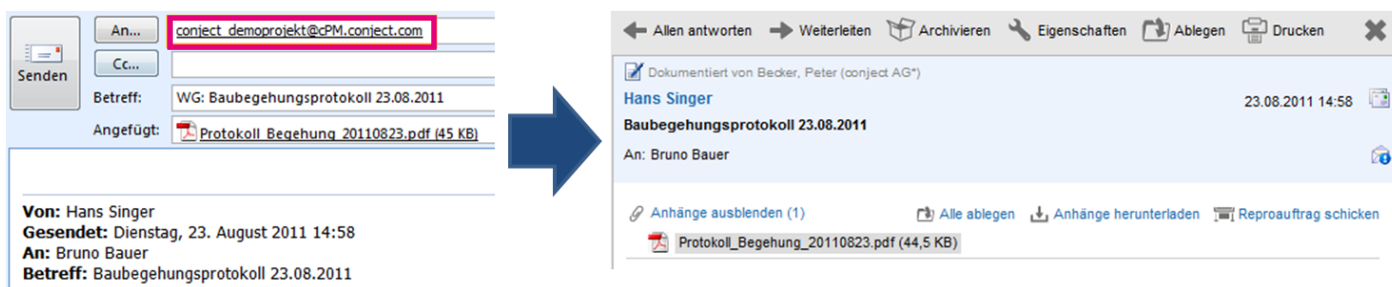 An... conject_demoprojekt@cPM.conject.com
Senden
Cc...
Betreff: WG: Baubegehungsprotokoll 23.08.2011
Angefügt: Protokoll_Begehung_20110823.pdf (45 KB)
Von: Hans Singer
Gesendet: Dienstag, 23. August 2011 14:58
An: Bruno Bauer
Betreff: Baubegehungsprotokoll 23.08.2011
Allen antworten Weiterleiten Archivieren Eigenschaften Ablegen Drucken
Dokumentiert von Becker, Peter (conject AG*)
Hans Singer 23.08.2011 14:58
Baubegehungsprotokoll 23.08.2011
An: Bruno Bauer
Anhänge ausblenden (1) Alle ablegen Anhänge herunterladen Reproauftrag schicken
Protokoll_Begehung_20110823.pdf (44,5 KB)